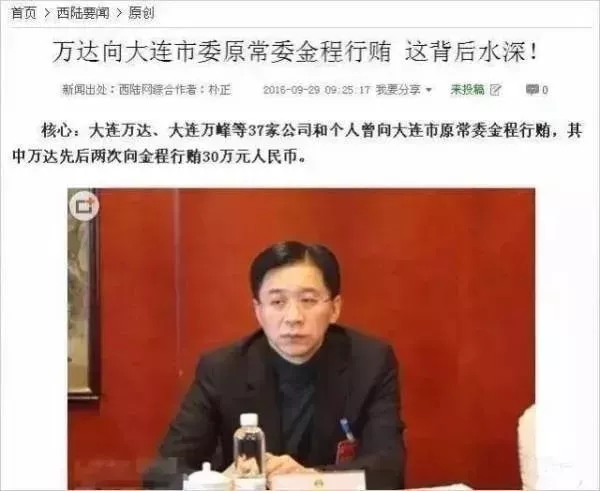 首页 > 西陆要闻 > 原创
万达向大连市委原常委金程行贿 这背后水深！
新闻出处：西陆网综合作者：朴正 2016-09-29 09:25:17 我要分享 来投稿 0
核心：大连万达、大连万峰等37家公司和个人曾向大连市原常委金程行贿，其
中万达先后两次向金程行贿30万元人民币。